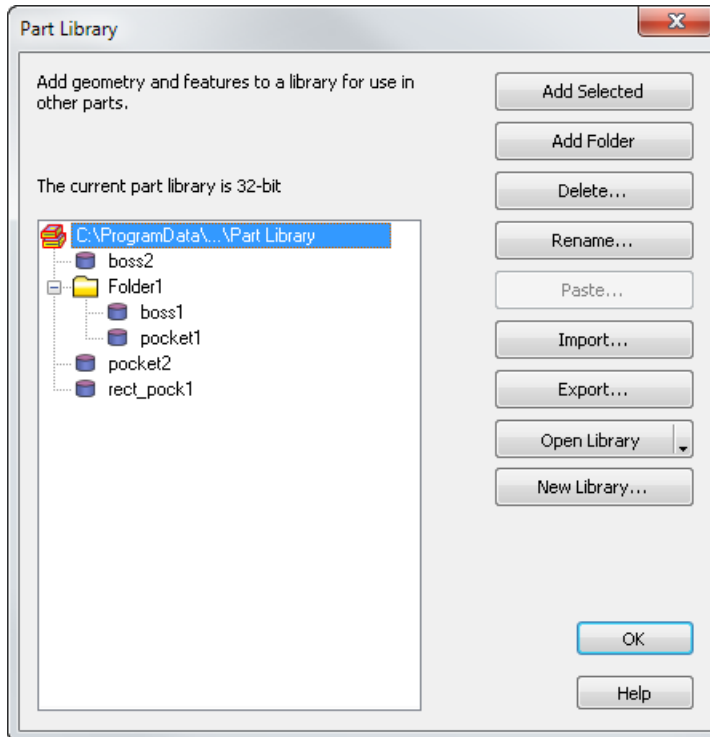 Part Library
Add geometry and features to a library for use in
other parts.
The current part library is 32-bit
C:\ProgramData\...\Part Library
boss2
Folder1
boss1
pocket1
pocket2
rect_pock1
Add Selected
Add Folder
Delete...
Rename...
Paste...
Import...
Export...
Open Library
New Library...
OK
Help